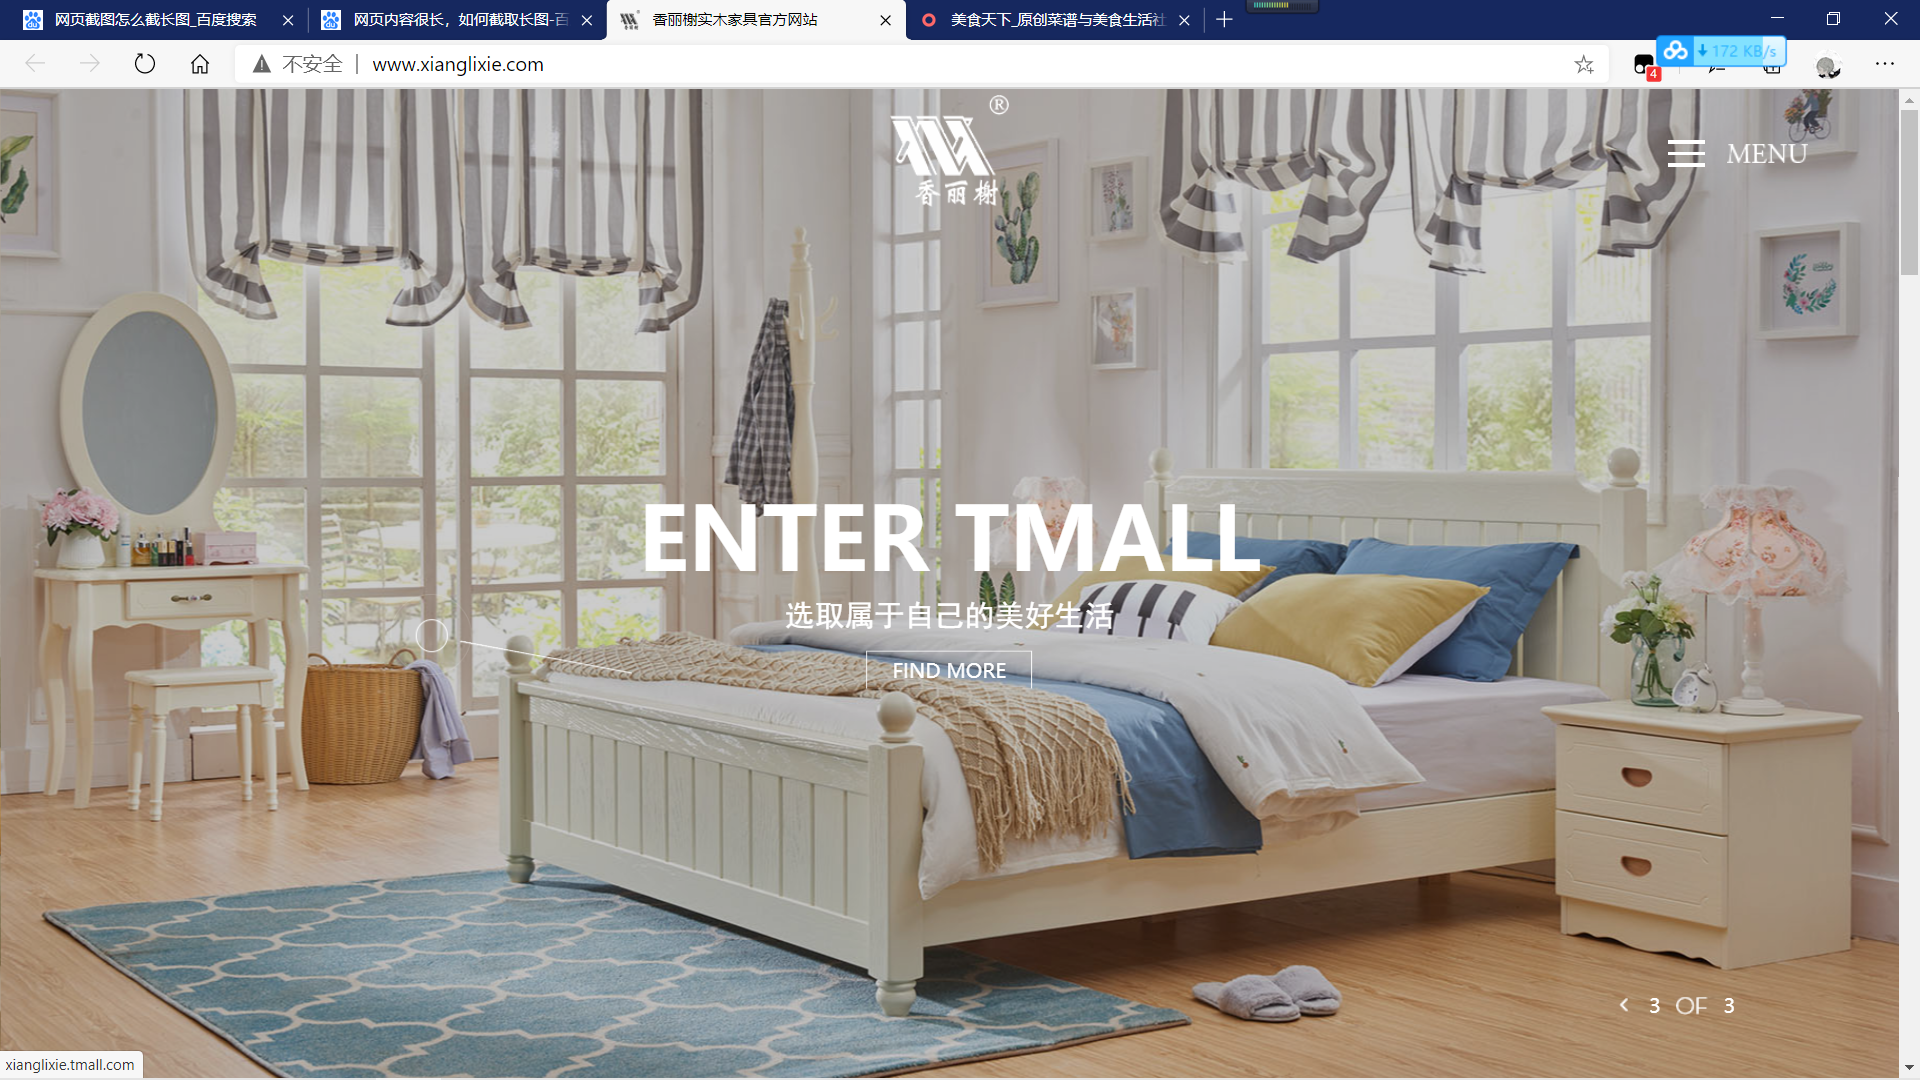 网页截图怎么截长图_百度搜索
网页内容很长，如何截取长图-百
香丽榭实木家具官方网站
美食天下_原创菜谱与美食生活社
不安全
www.xianglixie.com
4
172 KB/s
®
香丽榭
MENU
ENTER TMALL
选取属于自己的美好生活
FIND MORE
3 OF 3
xianglixie.tmall.com